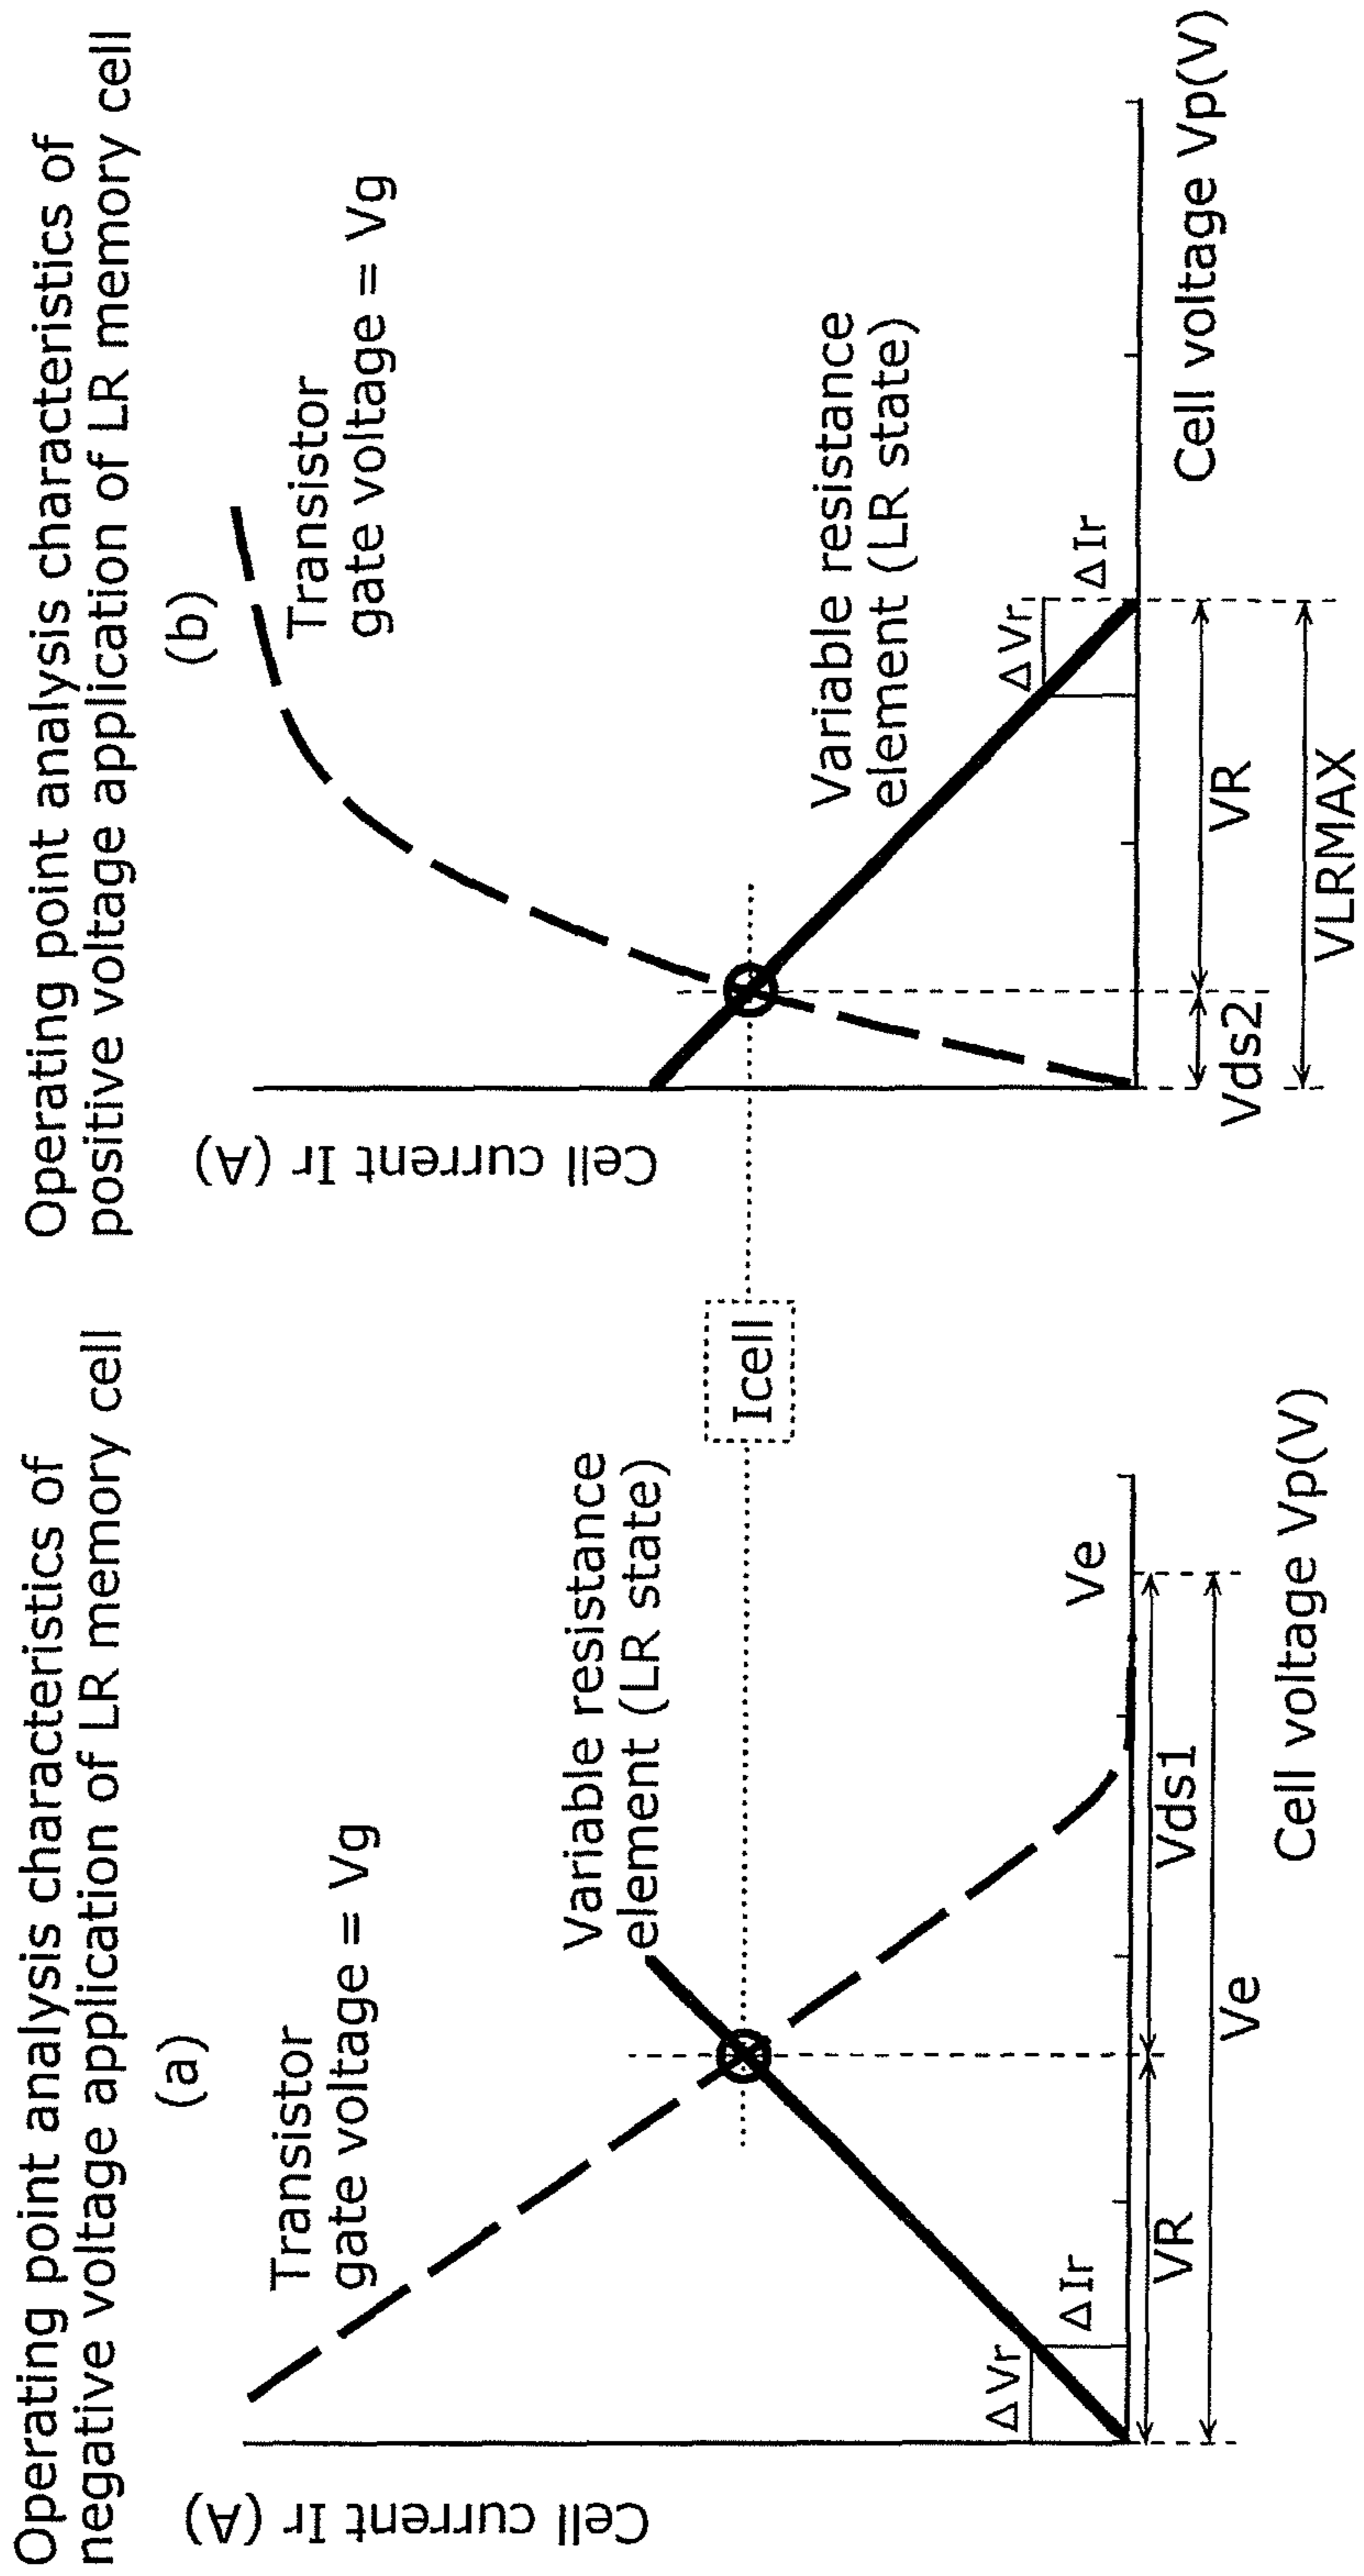 Operating point analysis characteristics of
negative voltage application of LR memory cell
(a)
Cell current Ir (A)
Transistor
gate voltage = Vg
Variable resistance
element (LR state)
ΔVr
ΔIr
Ve
VR
Vds1
Ve
Cell voltage Vp(V)
Icell
Operating point analysis characteristics of
positive voltage application of LR memory cell
(b)
Cell current Ir (A)
Transistor
gate voltage = Vg
Variable resistance
element (LR state)
ΔVr
ΔIr
Vds2
VR
VLRMAX
Cell voltage Vp(V)